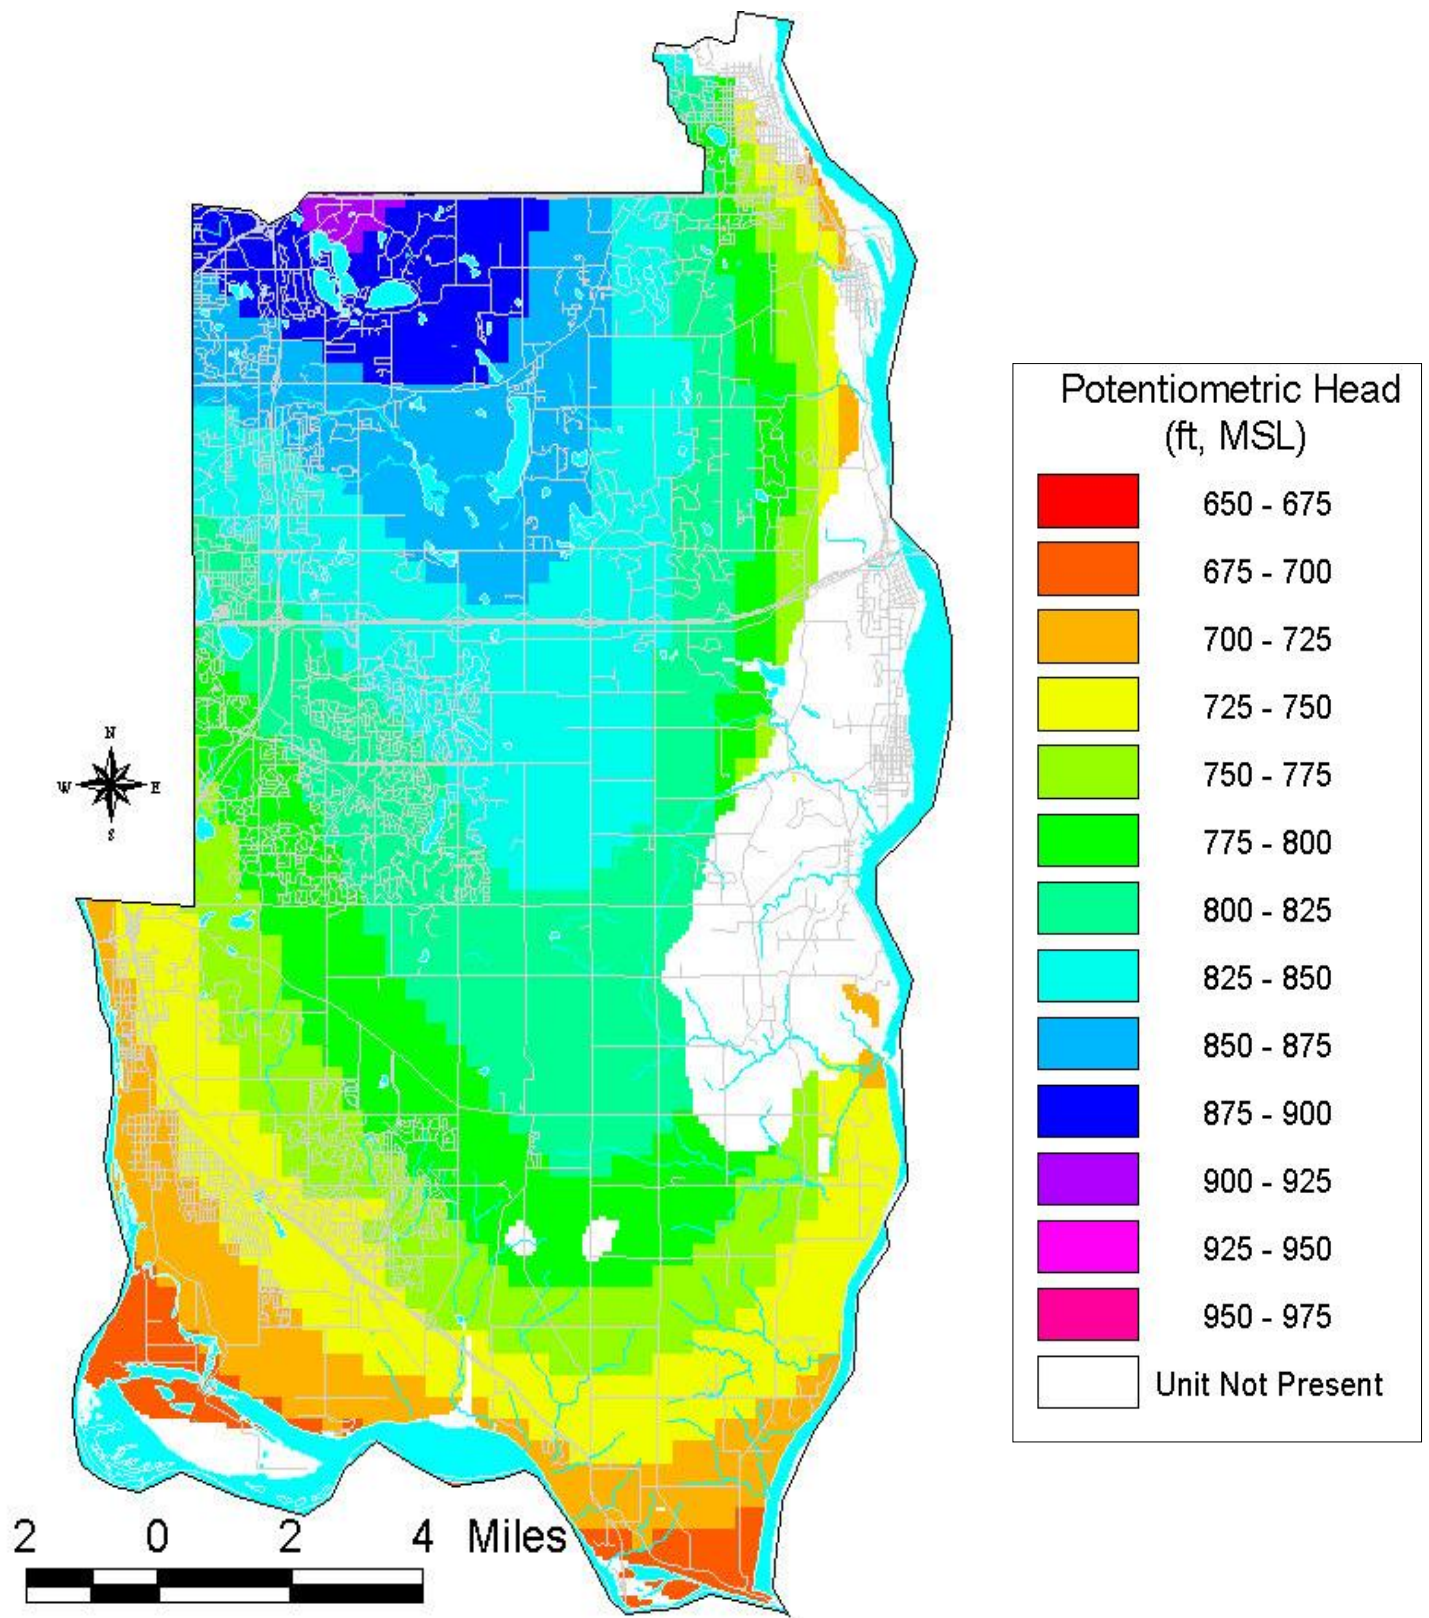 N
W E
S
Potentiometric Head
(ft, MSL)
650 - 675
675 - 700
700 - 725
725 - 750
750 - 775
775 - 800
800 - 825
825 - 850
850 - 875
875 - 900
900 - 925
925 - 950
950 - 975
Unit Not Present
2 0 2 4 Miles